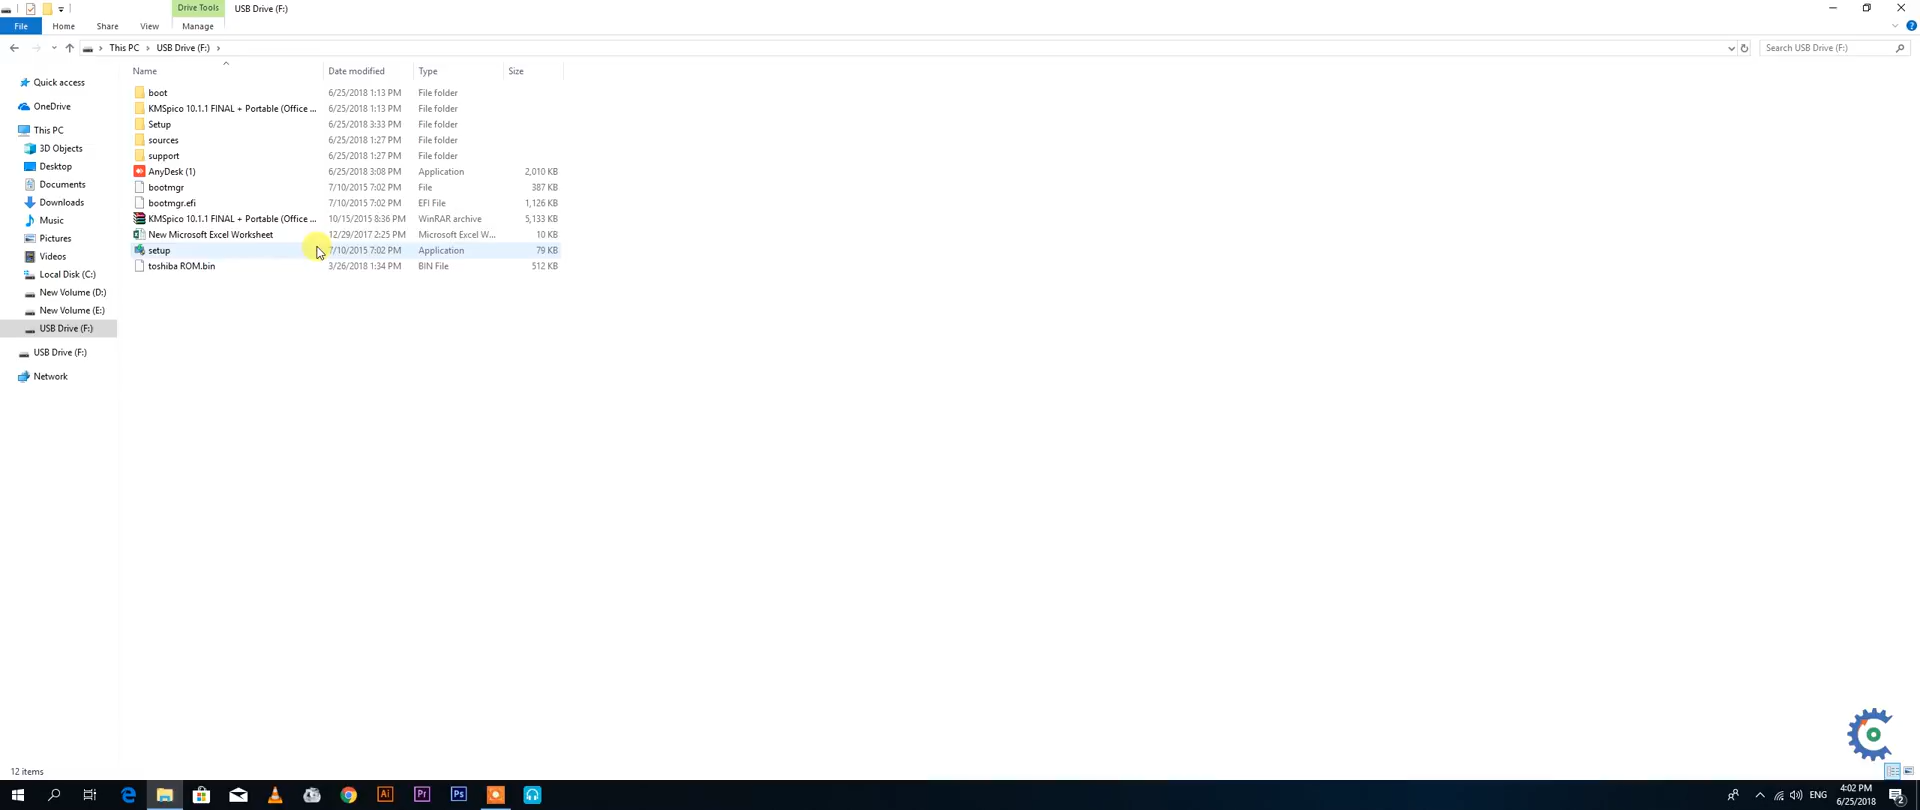 Drive Tools USB Drive (F:)
File Home Share View Manage
This PC USB Drive (F:) Search USB Drive (F:)
Name Date modified Type Size
Quick access
OneDrive
This PC
3D Objects
Desktop
Documents
Downloads
Music
Pictures
Videos
Local Disk (C:)
New Volume (D:)
New Volume (E:)
USB Drive (F:)
USB Drive (F:)
Network
boot 6/25/2018 1:13 PM File folder
KMSpico 10.1.1 FINAL + Portable (Office ... 6/25/2018 1:13 PM File folder
Setup 6/25/2018 3:33 PM File folder
sources 6/25/2018 1:27 PM File folder
support 6/25/2018 1:27 PM File folder
AnyDesk (1) 6/25/2018 3:08 PM Application 2,010 KB
bootmgr 7/10/2015 7:02 PM File 387 KB
bootmgr.efi 7/10/2015 7:02 PM EFI File 1,126 KB
KMSpico 10.1.1 FINAL + Portable (Office ... 10/15/2015 8:36 PM WinRAR archive 5,133 KB
New Microsoft Excel Worksheet 12/29/2017 2:25 PM Microsoft Excel W... 10 KB
setup 7/10/2015 7:02 PM Application 79 KB
toshiba ROM.bin 3/26/2018 1:34 PM BIN File 512 KB
12 items
Ai Pr Ps ENG 4:02 PM
6/25/2018 2